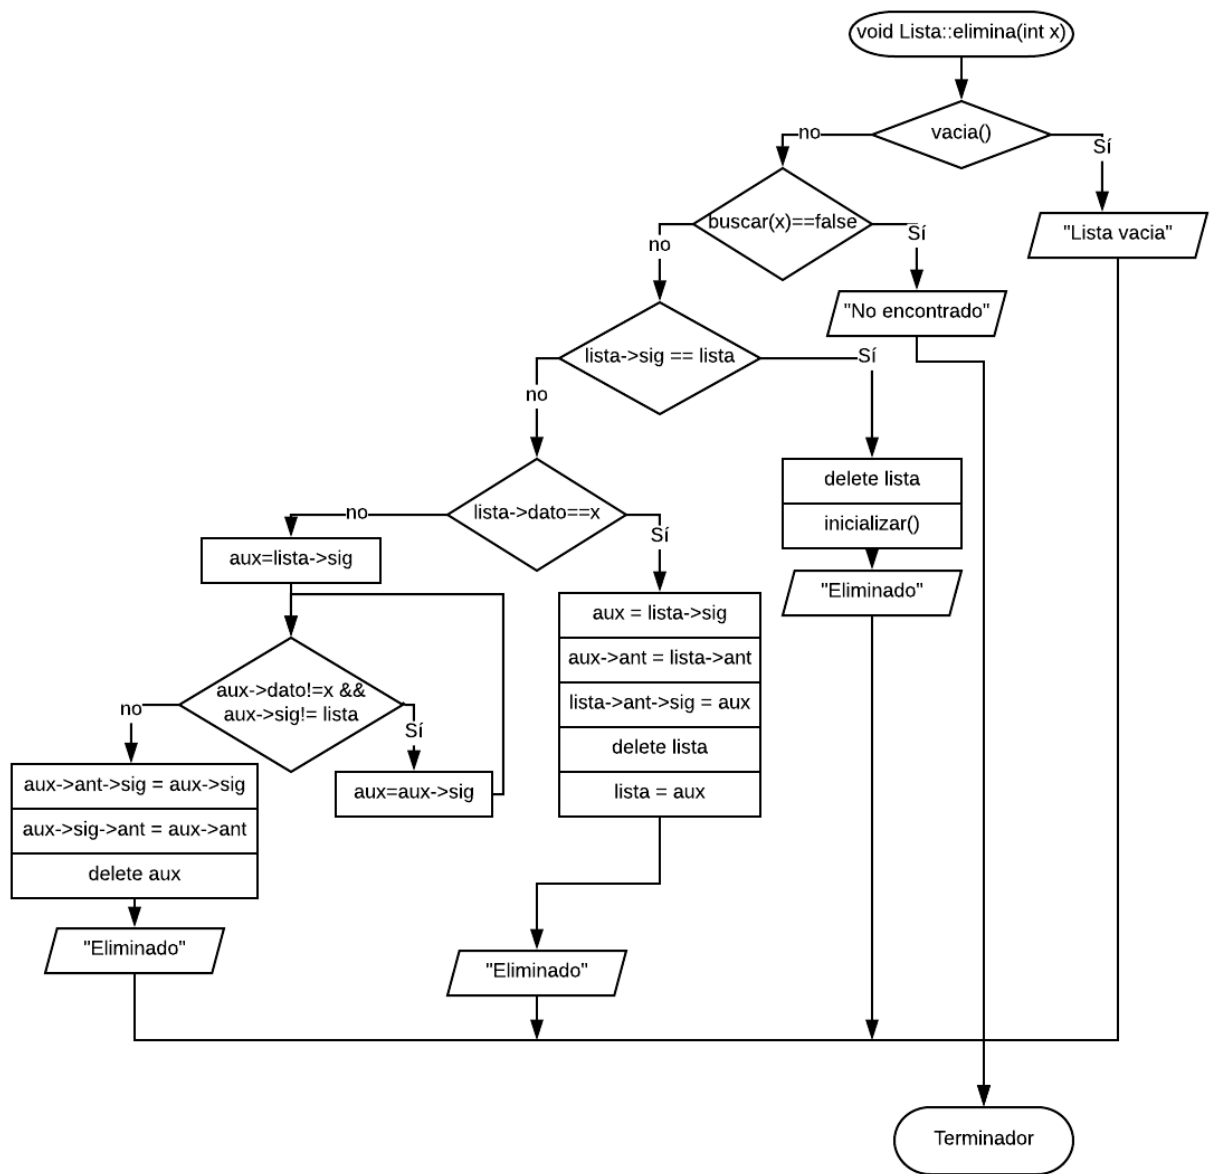 void Lista::elimina(int x)
vacia()
no
Sí
buscar(x)==false
"Lista vacia"
no
Sí
"No encontrado"
lista->sig == lista
Sí
no
delete lista
inicializar()
"Eliminado"
lista->dato==x
no
Sí
aux=lista->sig
aux = lista->sig
aux->ant = lista->ant
lista->ant->sig = aux
delete lista
lista = aux
aux->dato!=x &&
aux->sig!= lista
no
Sí
aux=aux->sig
aux->ant->sig = aux->sig
aux->sig->ant = aux->ant
delete aux
"Eliminado"
"Eliminado"
Terminador